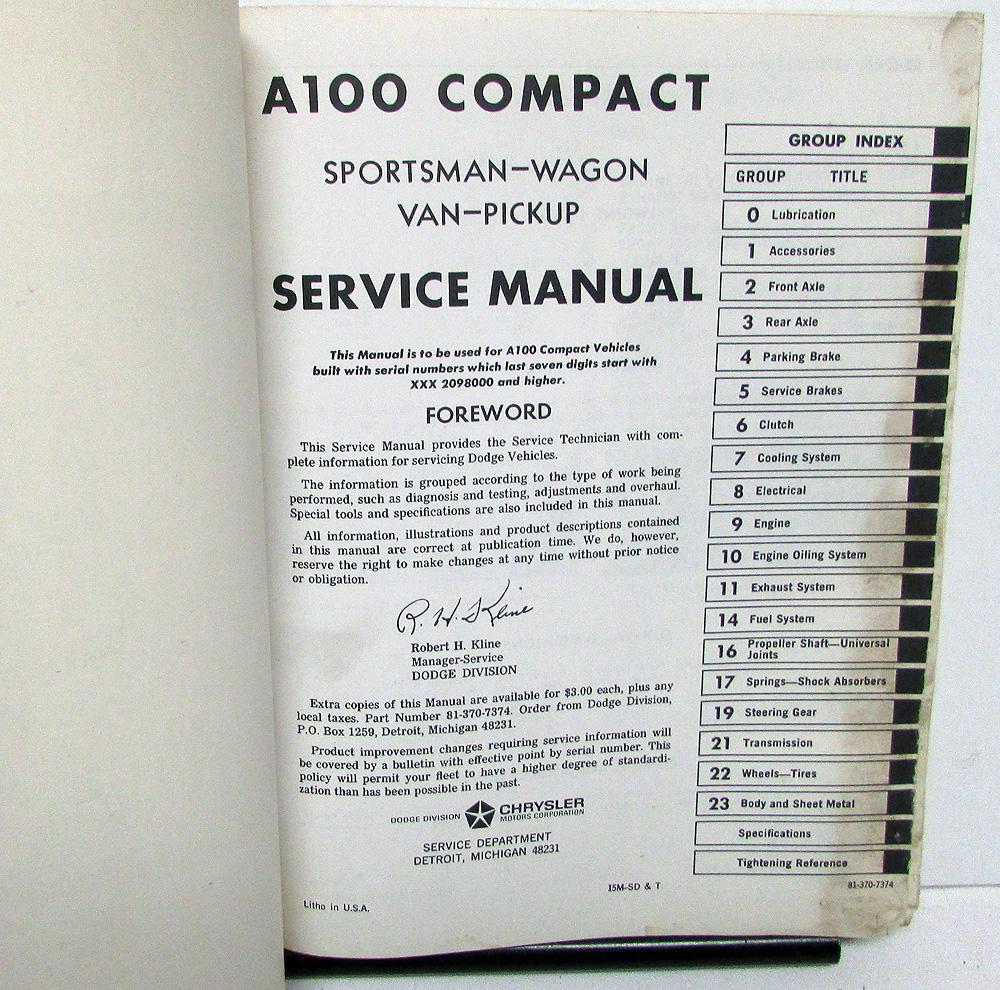 A100 COMPACT
SPORTSMAN—WAGON
VAN—PICKUP
SERVICE MANUAL
This Manual is to be used for A100 Compact Vehicles
built with serial numbers which last seven digits start with
XXX 2098000 and higher.
FOREWORD
This Service Manual provides the Service Technician with com-
plete information for servicing Dodge Vehicles.
The information is grouped according to the type of work being
performed, such as diagnosis and testing, adjustments and overhaul.
Special tools and specifications are also included in this manual.
All information, illustrations and product descriptions contained
in this manual are correct at publication time. We do, however,
reserve the right to make changes at any time without prior notice
or obligation.
R. H. Kline
Robert H. Kline
Manager-Service
DODGE DIVISION
Extra copies of this Manual are available for $3.00 each, plus any
local taxes. Part Number 81-370-7374. Order from Dodge Division,
P.O. Box 1259, Detroit, Michigan 48231.
Product improvement changes requiring service information will
be covered by a bulletin with effective point by serial number. This
policy will permit your fleet to have a higher degree of standardi-
zation than has been possible in the past.
DODGE DIVISION CHRYSLER
MOTORS CORPORATION
SERVICE DEPARTMENT
DETROIT, MICHIGAN 48231
15M-SD & T
Litho in U.S.A.
GROUP INDEX
GROUP TITLE
0 Lubrication
1 Accessories
2 Front Axle
3 Rear Axle
4 Parking Brake
5 Service Brakes
6 Clutch
7 Cooling System
8 Electrical
9 Engine
10 Engine Oiling System
11 Exhaust System
14 Fuel System
16 Propeller Shaft—Universal
Joints
17 Springs—Shock Absorbers
19 Steering Gear
21 Transmission
22 Wheels—Tires
23 Body and Sheet Metal
Specifications
Tightening Reference
81-370-7374